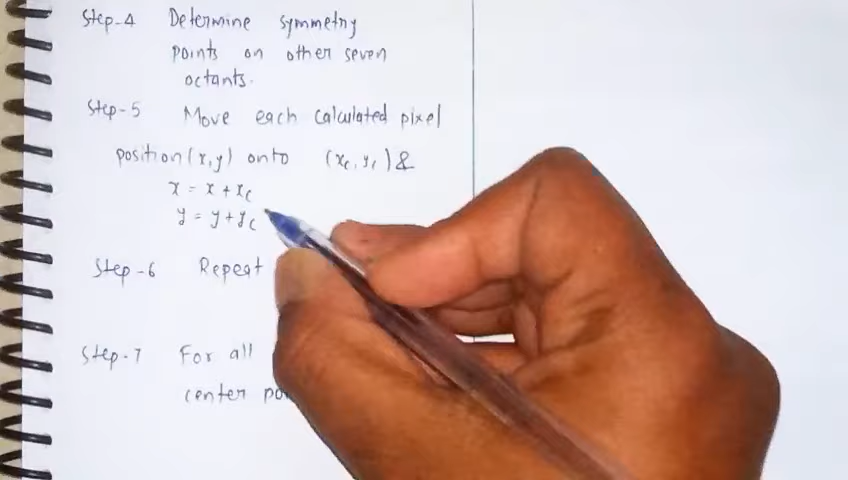 Step-4 Determine symmetry
points on other seven
octants.
Step-5 Move each calculated pixel
position(x,y) onto (xc,yc) &
x = x + xc
y = y + yc
Step-6 Repeat
Step-7 For all
center